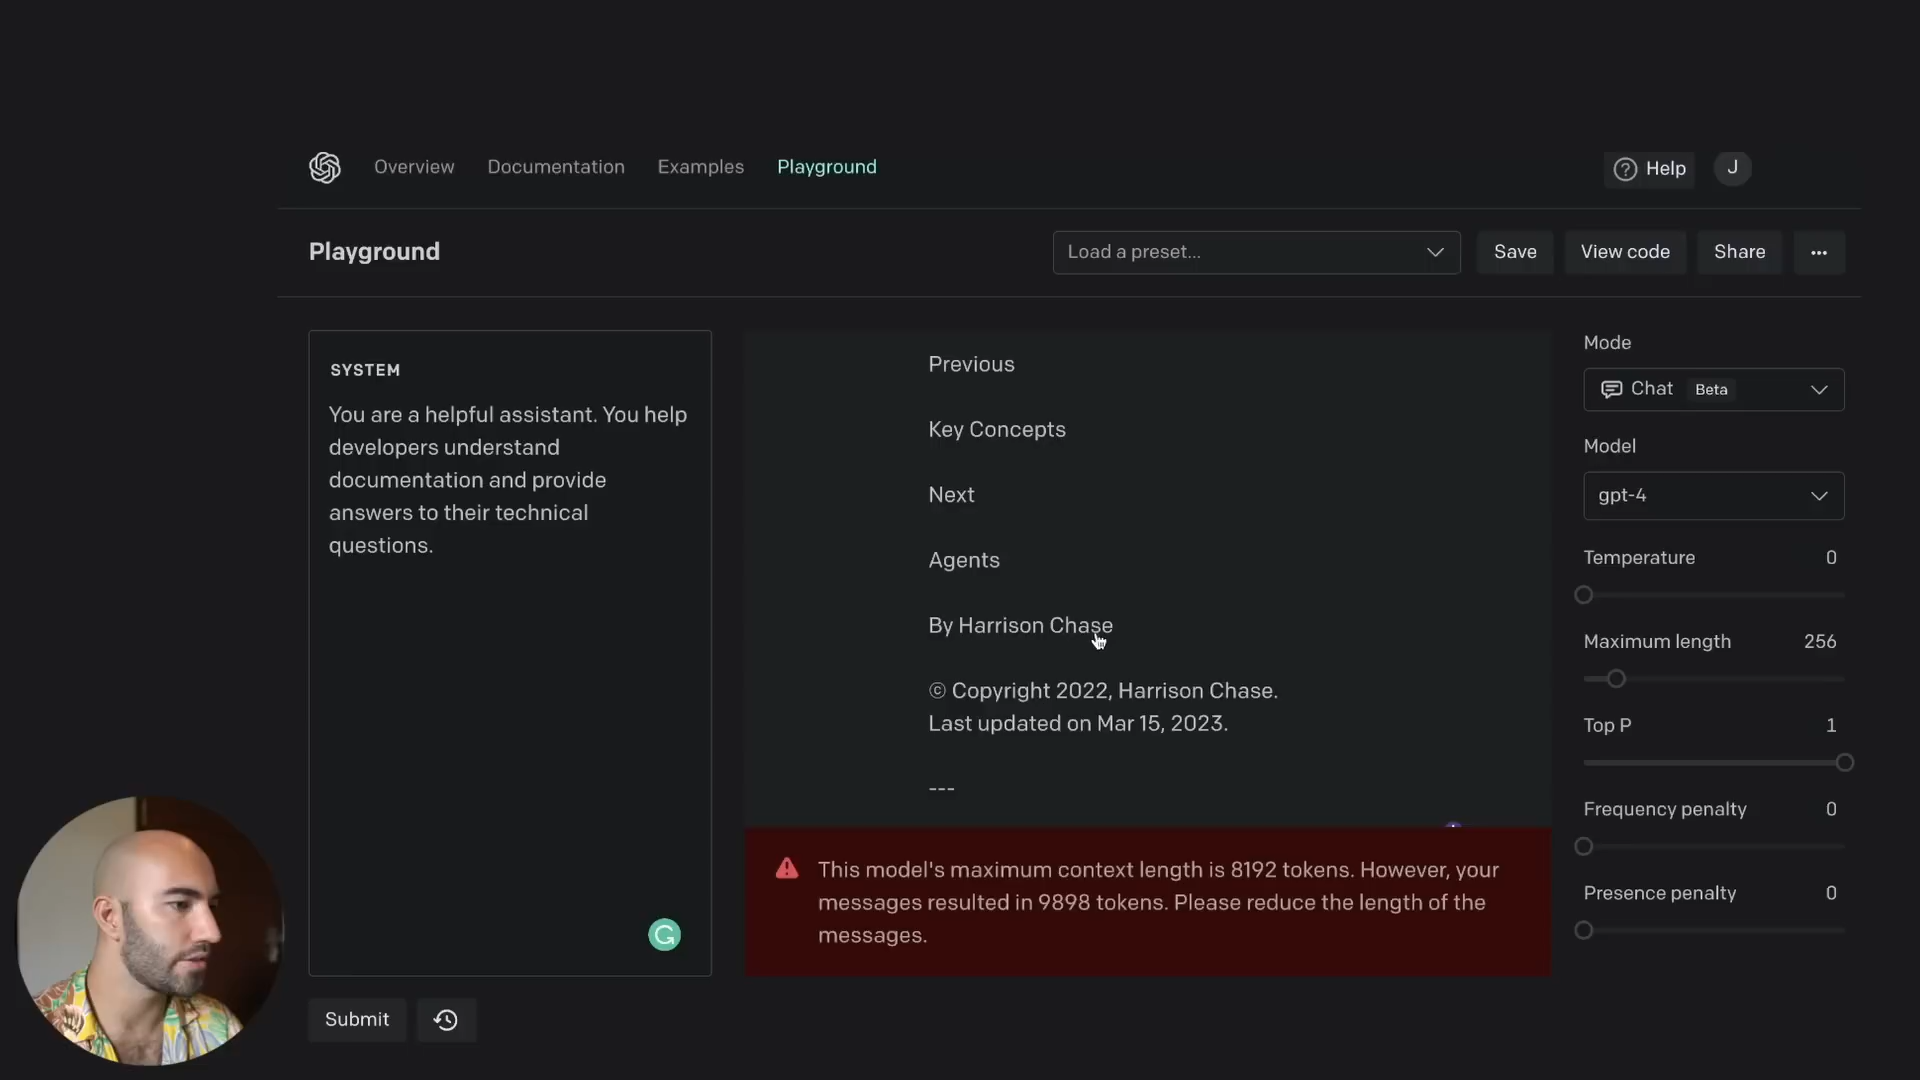 Overview Documentation Examples Playground
Help J
Playground
Load a preset...
Save View code Share ...
SYSTEM
You are a helpful assistant. You help
developers understand
documentation and provide
answers to their technical
questions.
Previous
Key Concepts
Next
Agents
By Harrison Chase
© Copyright 2022, Harrison Chase.
Last updated on Mar 15, 2023.
---
This model's maximum context length is 8192 tokens. However, your
messages resulted in 9898 tokens. Please reduce the length of the
messages.
Mode
Chat Beta
Model
gpt-4
Temperature 0
Maximum length 256
Top P 1
Frequency penalty 0
Presence penalty 0
Submit